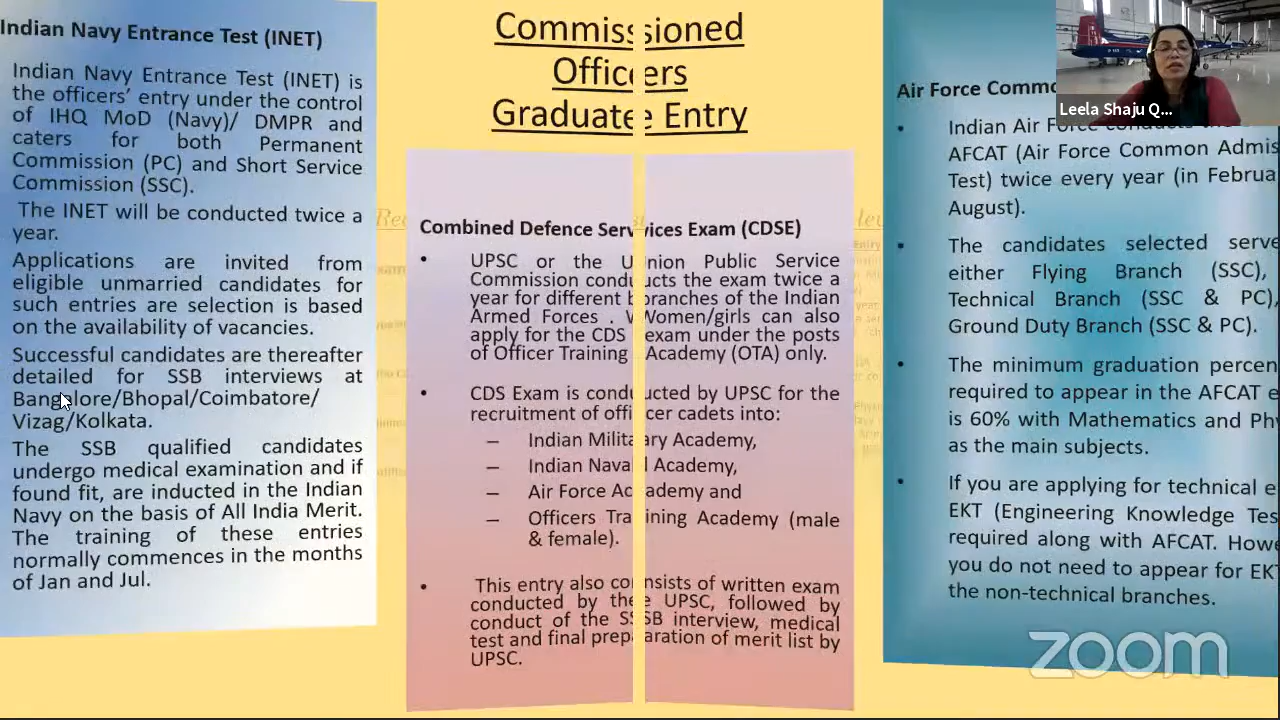 Indian Navy Entrance Test (INET)
Indian Navy Entrance Test (INET) is
the officers' entry under the control
of IHQ MoD (Navy)/ DMPR and
caters for both Permanent
Commission (PC) and Short Service
Commission (SSC).
The INET will be conducted twice a
year.
Applications are invited from
eligible unmarried candidates for
such entries are selection is based
on the availability of vacancies.
Successful candidates are thereafter
detailed for SSB interviews at
Bangalore/Bhopal/Coimbatore/
Vizag/Kolkata.
The SSB qualified candidates
undergo medical examination and if
found fit, are inducted in the Indian
Navy on the basis of All India Merit.
The training of these entries
normally commences in the months
of Jan and Jul.
Commissioned
Officers
Graduate Entry
Combined Defence Services Exam (CDSE)
• UPSC or the Union Public Service
Commission conducts the exam twice a
year for different branches of the Indian
Armed Forces . Women/girls can also
apply for the CDS exam under the posts
of Officer Training Academy (OTA) only.
• CDS Exam is conducted by UPSC for the
recruitment of officer cadets into:
– Indian Military Academy,
– Indian Naval Academy,
– Air Force Academy and
– Officers Training Academy (male
& female).
• This entry also consists of written exam
conducted by the UPSC, followed by
conduct of the SSB interview, medical
test and final preparation of merit list by
UPSC.
Air Force Commo
• Indian Air Force conducts the
AFCAT (Air Force Common Admis
Test) twice every year (in Februa
August).
• The candidates selected serve
either Flying Branch (SSC),
Technical Branch (SSC & PC),
Ground Duty Branch (SSC & PC).
• The minimum graduation percen
required to appear in the AFCAT e
is 60% with Mathematics and Ph
as the main subjects.
• If you are applying for technical e
EKT (Engineering Knowledge Tes
required along with AFCAT. Howe
you do not need to appear for EKT
the non-technical branches.
Leela Shaju Q...
zoom